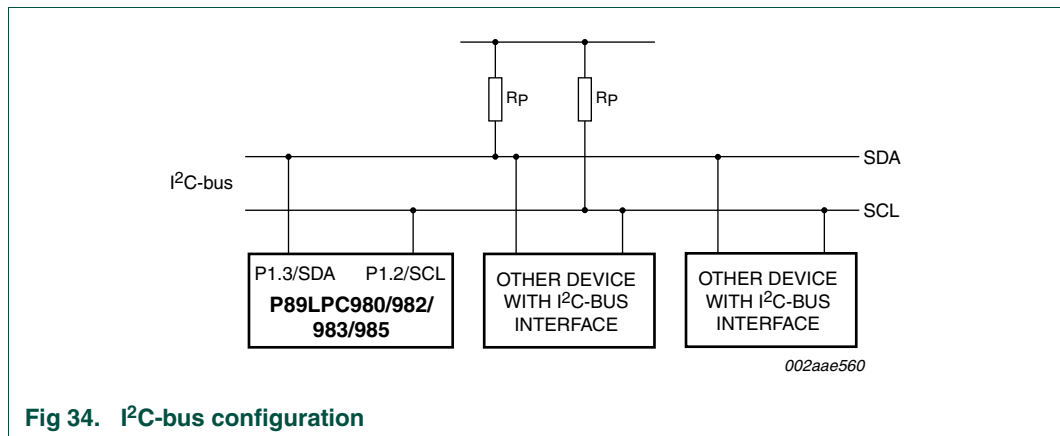 RP RP
SDA
I²C-bus
SCL
P1.3/SDA P1.2/SCL
P89LPC980/982/
983/985
OTHER DEVICE
WITH I²C-BUS
INTERFACE
OTHER DEVICE
WITH I²C-BUS
INTERFACE
002aae560
Fig 34. I²C-bus configuration